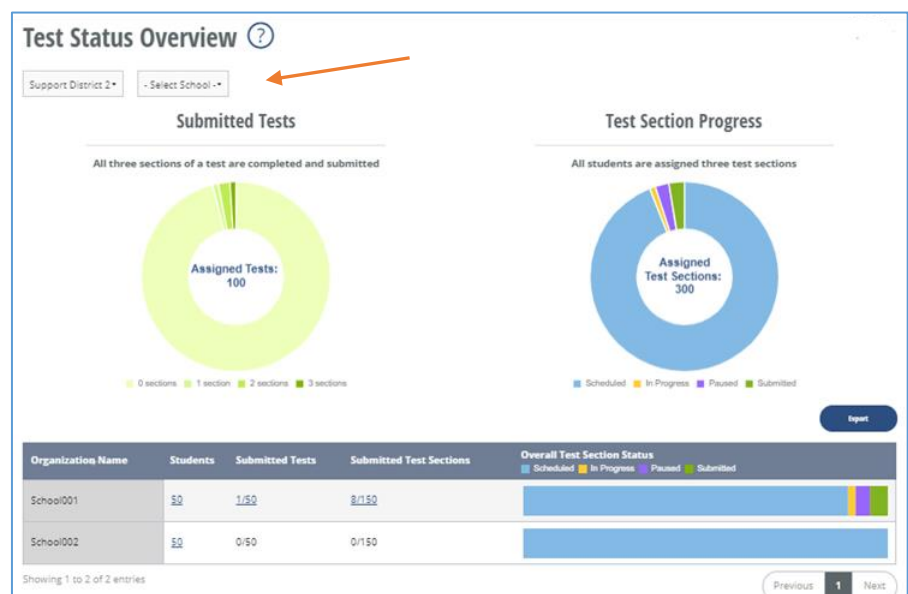 Test Status Overview ?
Support District 2
- Select School -
Submitted Tests
All three sections of a test are completed and submitted
Assigned Tests:
100
0 sections 1 section 2 sections 3 sections
Test Section Progress
All students are assigned three test sections
Assigned
Test Sections:
300
Scheduled In Progress Paused Submitted
Export
Organization Name Students Submitted Tests Submitted Test Sections Overall Test Section Status
Scheduled In Progress Paused Submitted
School001 50 1/50 8/150
School002 50 0/50 0/150
Showing 1 to 2 of 2 entries
Previous 1 Next